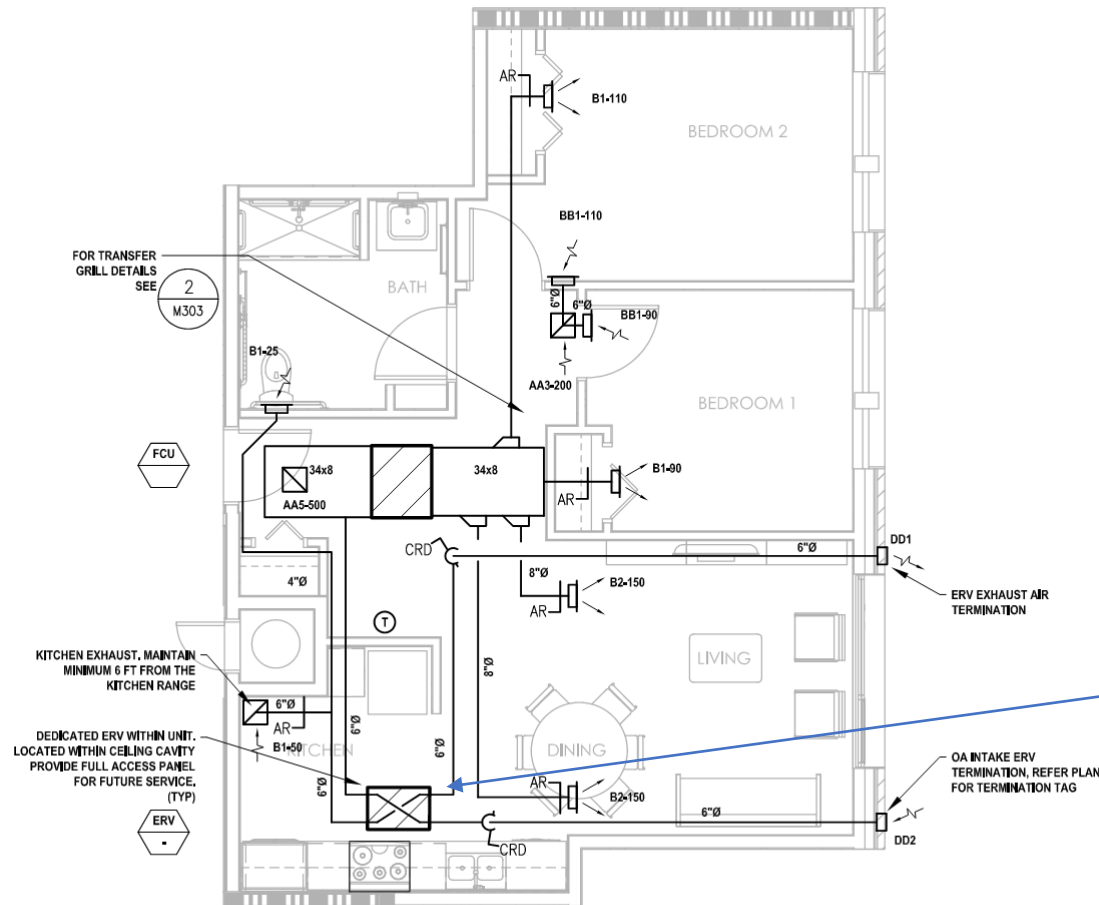 AR
B1-110
BEDROOM 2
BB1-110
FOR TRANSFER
GRILL DETAILS
SEE
2
M303
BATH
6"Ø
6"Ø
BB1-90
B1-25
AA3-200
BEDROOM 1
FCU
34x8
34x8
AA5-500
B1-90
AR
CRD
6"Ø
DD1
4"Ø
8"Ø
B2-150
AR
ERV EXHAUST AIR
TERMINATION
T
KITCHEN EXHAUST, MAINTAIN
MINIMUM 6 FT FROM THE
KITCHEN RANGE
8"Ø
LIVING
6"Ø
AR
B1-50
6"Ø
6"Ø
KITCHEN
DINING
DEDICATED ERV WITHIN UNIT.
LOCATED WITHIN CEILING CAVITY
PROVIDE FULL ACCESS PANEL
FOR FUTURE SERVICE.
(TYP)
6"Ø
AR
B2-150
OA INTAKE ERV
TERMINATION, REFER PLAN
FOR TERMINATION TAG
6"Ø
ERV
-
CRD
DD2